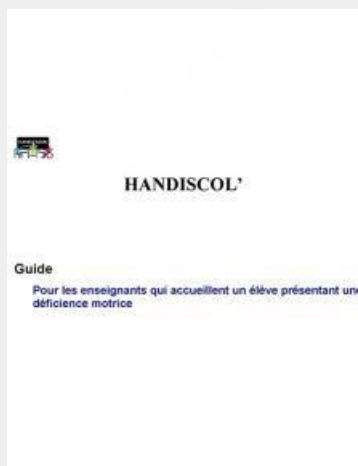 HANDISCOL'
Guide
Pour les enseignants qui accueillent un élève présentant une
déficience motrice